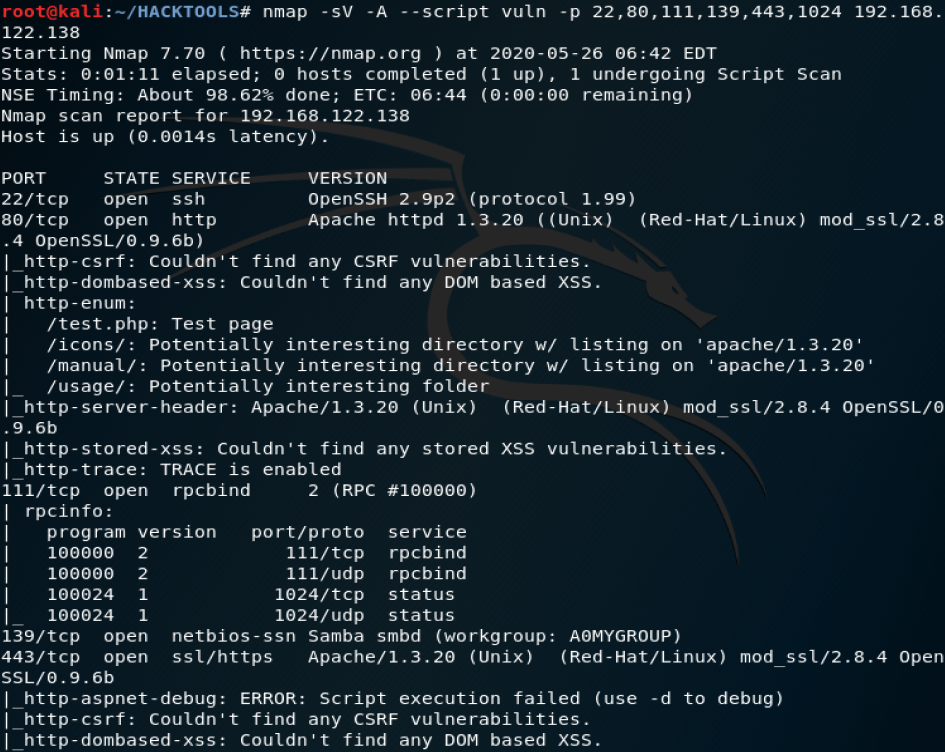 root@kali:~/HACKTOOLS# nmap -sV -A --script vuln -p 22,80,111,139,443,1024 192.168.
122.138
Starting Nmap 7.70 ( https://nmap.org ) at 2020-05-26 06:42 EDT
Stats: 0:01:11 elapsed; 0 hosts completed (1 up), 1 undergoing Script Scan
NSE Timing: About 98.62% done; ETC: 06:44 (0:00:00 remaining)
Nmap scan report for 192.168.122.138
Host is up (0.0014s latency).

PORT     STATE SERVICE     VERSION
22/tcp   open  ssh         OpenSSH 2.9p2 (protocol 1.99)
80/tcp   open  http        Apache httpd 1.3.20 ((Unix)  (Red-Hat/Linux) mod_ssl/2.8
.4 OpenSSL/0.9.6b)
|_http-csrf: Couldn't find any CSRF vulnerabilities.
|_http-dombased-xss: Couldn't find any DOM based XSS.
| http-enum:
|   /test.php: Test page
|   /icons/: Potentially interesting directory w/ listing on 'apache/1.3.20'
|   /manual/: Potentially interesting directory w/ listing on 'apache/1.3.20'
|_  /usage/: Potentially interesting folder
|_http-server-header: Apache/1.3.20 (Unix)  (Red-Hat/Linux) mod_ssl/2.8.4 OpenSSL/0
.9.6b
|_http-stored-xss: Couldn't find any stored XSS vulnerabilities.
|_http-trace: TRACE is enabled
111/tcp  open  rpcbind     2 (RPC #100000)
| rpcinfo:
|   program version   port/proto  service
|   100000  2            111/tcp  rpcbind
|   100000  2            111/udp  rpcbind
|   100024  1           1024/tcp  status
|_  100024  1           1024/udp  status
139/tcp  open  netbios-ssn Samba smbd (workgroup: A0MYGROUP)
443/tcp  open  ssl/https   Apache/1.3.20 (Unix)  (Red-Hat/Linux) mod_ssl/2.8.4 Open
SSL/0.9.6b
|_http-aspnet-debug: ERROR: Script execution failed (use -d to debug)
|_http-csrf: Couldn't find any CSRF vulnerabilities.
|_http-dombased-xss: Couldn't find any DOM based XSS.